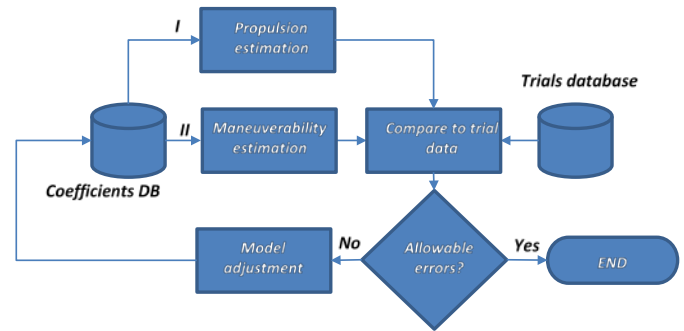 I
Propulsion
estimation
Trials database
II
Maneuverability
estimation
Compare to trial
data
Coefficients DB
Model
adjustment
No
Allowable
errors?
Yes
END